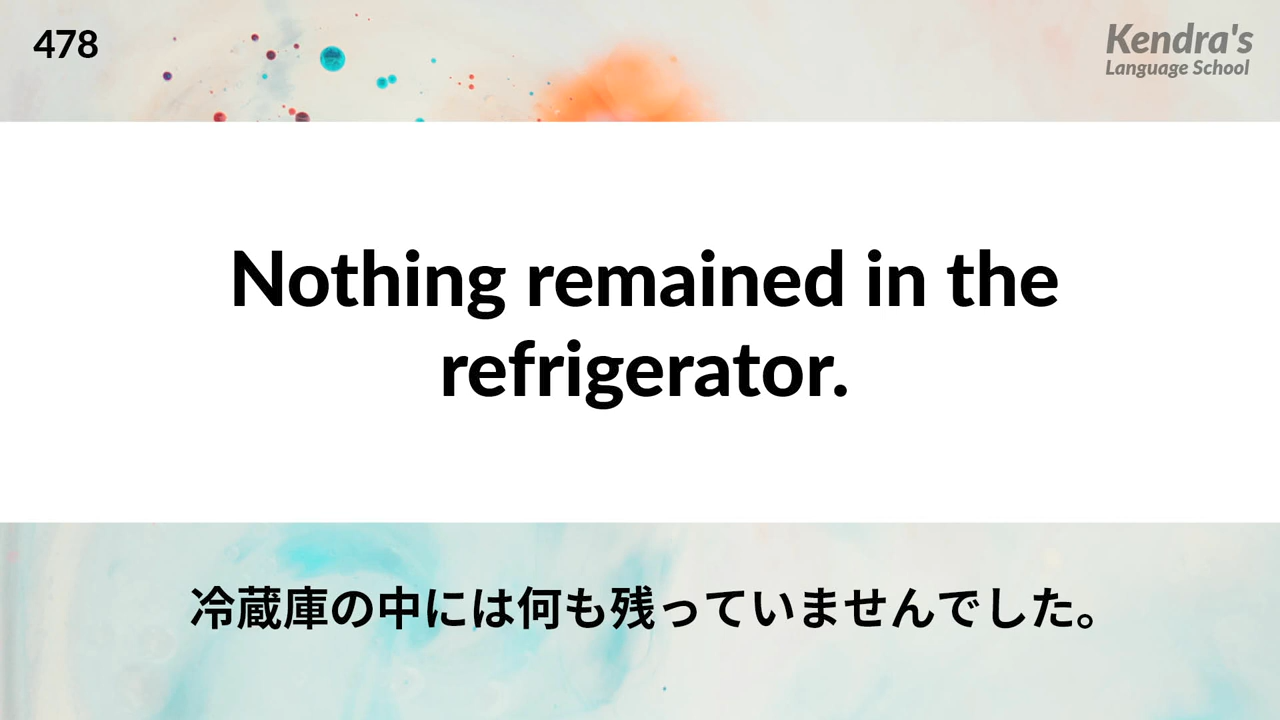 478
Kendra's
Language School
Nothing remained in the
refrigerator.
冷蔵庫の中には何も残っていませんでした。